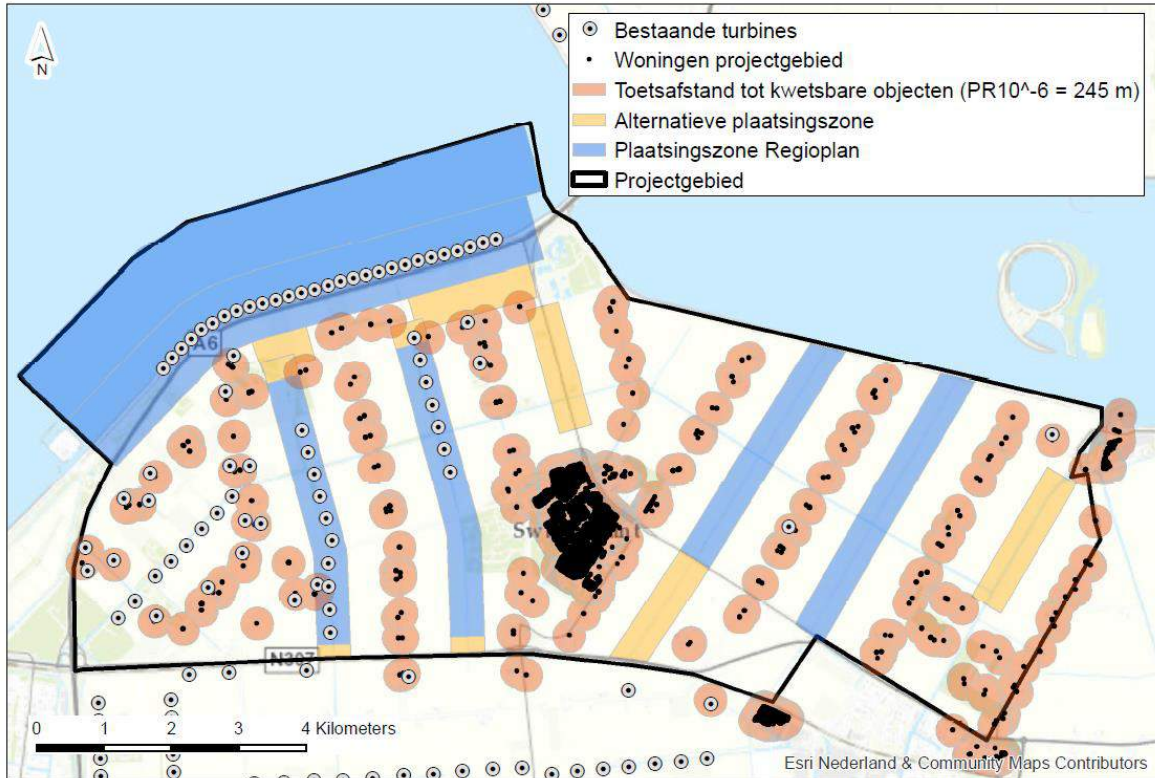 N
Bestaande turbines
Woningen projectgebied
Toetsafstand tot kwetsbare objecten (PR10^-6 = 245 m)
Alternatieve plaatsingszone
Plaatsingszone Regioplan
Projectgebied
A6
N307
0 1 2 3 4 Kilometers
Esri Nederland & Community Maps Contributors